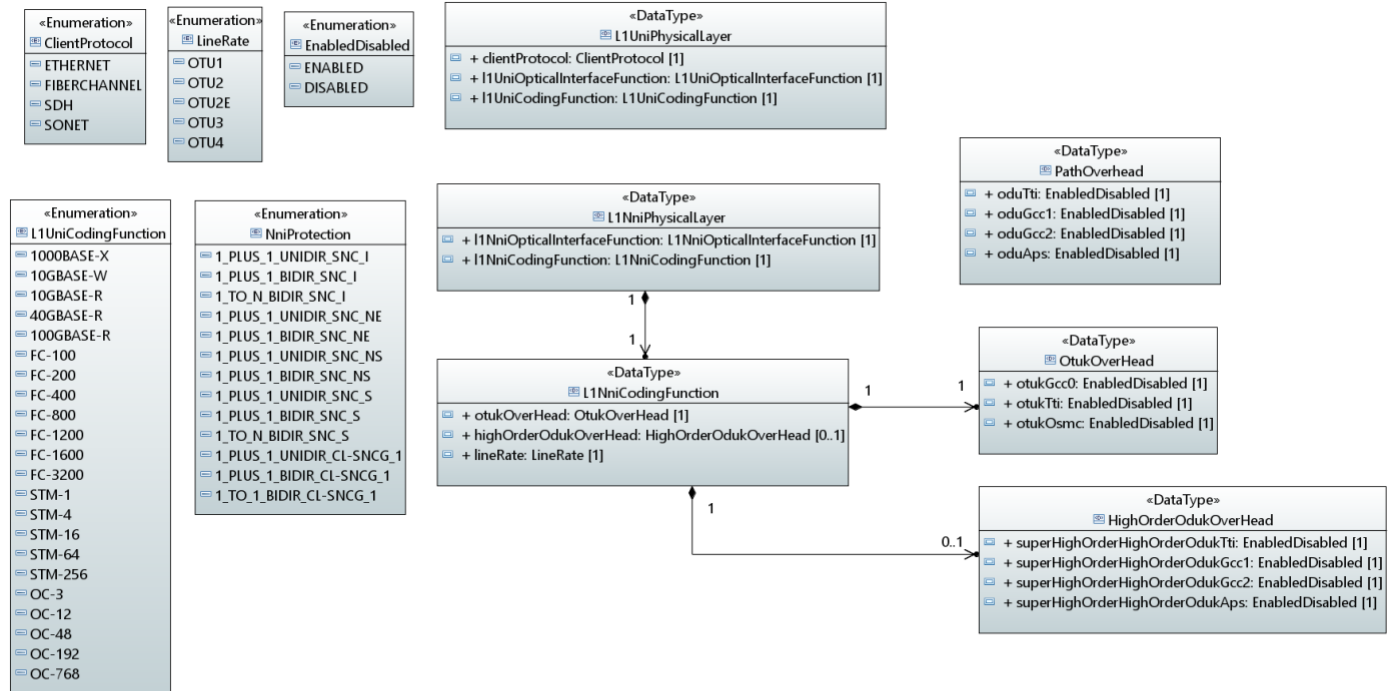 «Enumeration»
ClientProtocol
ETHERNET
FIBERCHANNEL
SDH
SONET
«Enumeration»
LineRate
OTU1
OTU2
OTU2E
OTU3
OTU4
«Enumeration»
EnabledDisabled
ENABLED
DISABLED
«DataType»
L1UniPhysicalLayer
+ clientProtocol: ClientProtocol [1]
+ l1UniOpticalInterfaceFunction: L1UniOpticalInterfaceFunction [1]
+ l1UniCodingFunction: L1UniCodingFunction [1]
«DataType»
PathOverhead
+ oduTti: EnabledDisabled [1]
+ oduGcc1: EnabledDisabled [1]
+ oduGcc2: EnabledDisabled [1]
+ oduAps: EnabledDisabled [1]
«Enumeration»
L1UniCodingFunction
1000BASE-X
10GBASE-W
10GBASE-R
40GBASE-R
100GBASE-R
FC-100
FC-200
FC-400
FC-800
FC-1200
FC-1600
FC-3200
STM-1
STM-4
STM-16
STM-64
STM-256
OC-3
OC-12
OC-48
OC-192
OC-768
«Enumeration»
NniProtection
1_PLUS_1_UNIDIR_SNC_I
1_PLUS_1_BIDIR_SNC_I
1_TO_N_BIDIR_SNC_I
1_PLUS_1_UNIDIR_SNC_NE
1_PLUS_1_BIDIR_SNC_NE
1_PLUS_1_UNIDIR_SNC_NS
1_PLUS_1_BIDIR_SNC_NS
1_PLUS_1_UNIDIR_SNC_S
1_PLUS_1_BIDIR_SNC_S
1_TO_N_BIDIR_SNC_S
1_PLUS_1_UNIDIR_CL-SNCG_1
1_PLUS_1_BIDIR_CL-SNCG_1
1_TO_1_BIDIR_CL-SNCG_1
«DataType»
L1NniPhysicalLayer
+ l1NniOpticalInterfaceFunction: L1NniOpticalInterfaceFunction [1]
+ l1NniCodingFunction: L1NniCodingFunction [1]
1
1
«DataType»
L1NniCodingFunction
+ otukOverHead: OtukOverHead [1]
+ highOrderOdukOverHead: HighOrderOdukOverHead [0..1]
+ lineRate: LineRate [1]
1
1
«DataType»
OtukOverHead
+ otukGcc0: EnabledDisabled [1]
+ otukTti: EnabledDisabled [1]
+ otukOsmc: EnabledDisabled [1]
1
0..1
«DataType»
HighOrderOdukOverHead
+ superHighOrderHighOrderOdukTti: EnabledDisabled [1]
+ superHighOrderHighOrderOdukGcc1: EnabledDisabled [1]
+ superHighOrderHighOrderOdukGcc2: EnabledDisabled [1]
+ superHighOrderHighOrderOdukAps: EnabledDisabled [1]